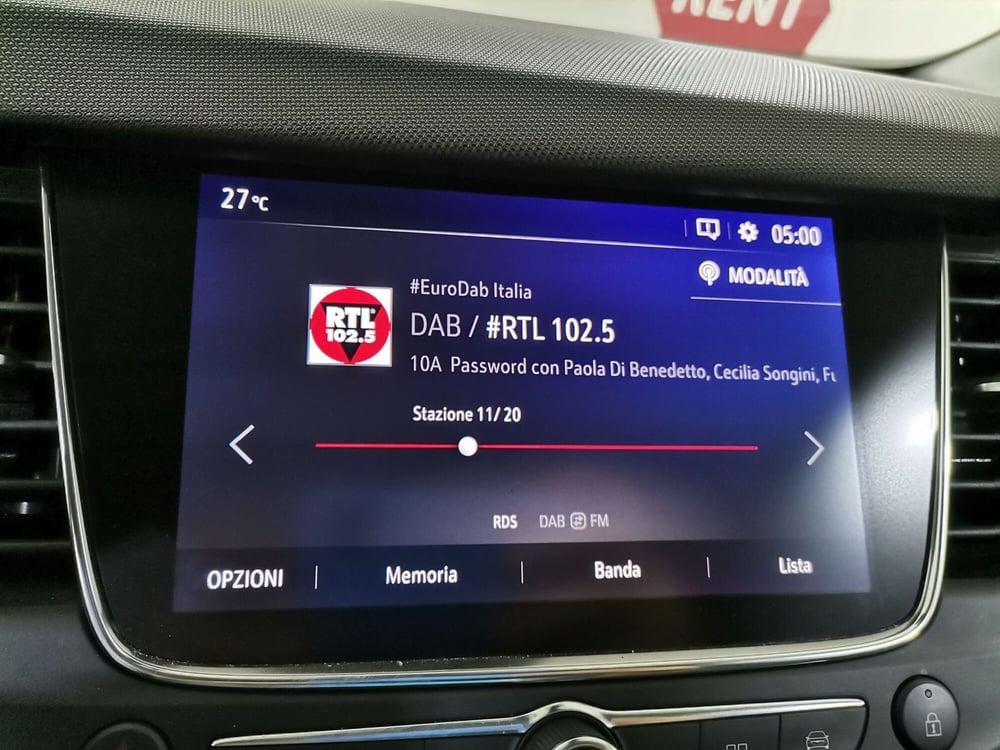 RENT
27°C
05:00
MODALITÀ
#EuroDab Italia
RTL
102.5
DAB / #RTL 102.5
10A Password con Paola Di Benedetto, Cecilia Songini, Fu
Stazione 11/ 20
RDS DAB FM
OPZIONI | Memoria | Banda | Lista